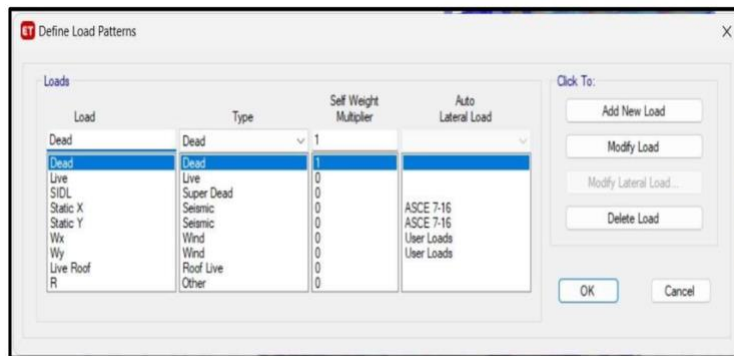 ET Define Load Patterns X
Loads
Click To:
Load Type Self Weight Multiplier Auto Lateral Load
Dead Dead 1
Dead Dead 1
Live Live 0
SIDL Super Dead 0
Static X Seismic 0 ASCE 7-16
Static Y Seismic 0 ASCE 7-16
Wx Wind 0 User Loads
Wy Wind 0 User Loads
Live Roof Roof Live 0
R Other 0
Add New Load
Modify Load
Modify Lateral Load...
Delete Load
OK Cancel